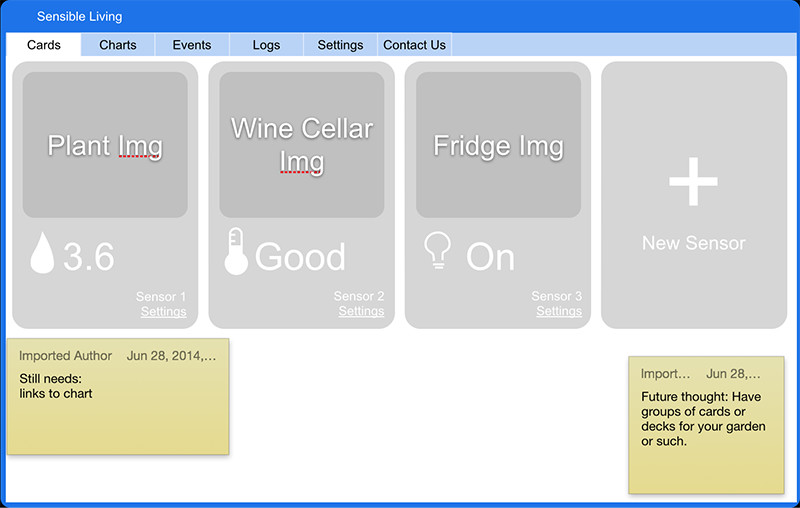 Sensible Living
Cards Charts Events Logs Settings Contact Us
Plant Img
Wine Cellar
Img
Fridge Img
New Sensor
3.6
Good
On
Sensor 1
Settings
Sensor 2
Settings
Sensor 3
Settings
Imported Author Jun 28, 2014,...
Still needs:
links to chart
Import... Jun 28,...
Future thought: Have
groups of cards or
decks for your garden
or such.